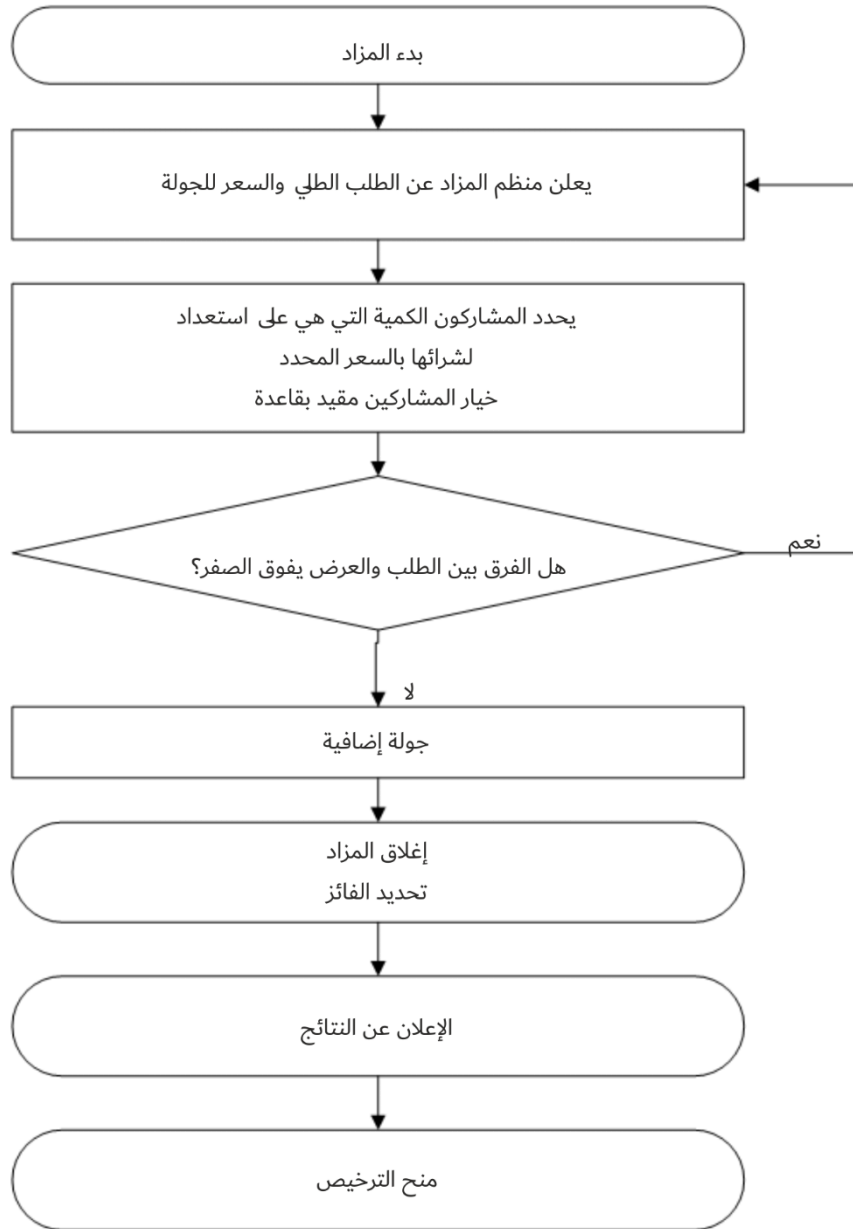 بدء المزاد
يعلن منظم المزاد عن الطلب الطلي والسعر للجولة
يحدد المشاركون الكمية التي هي على استعداد
لشرائها بالسعر المحدد
خيار المشاركين مقيد بقاعدة
هل الفرق بين الطلب والعرض يفوق الصفر؟
نعم
لا
جولة إضافية
إغلاق المزاد
تحديد الفائز
الإعلان عن النتائج
منح الترخيص